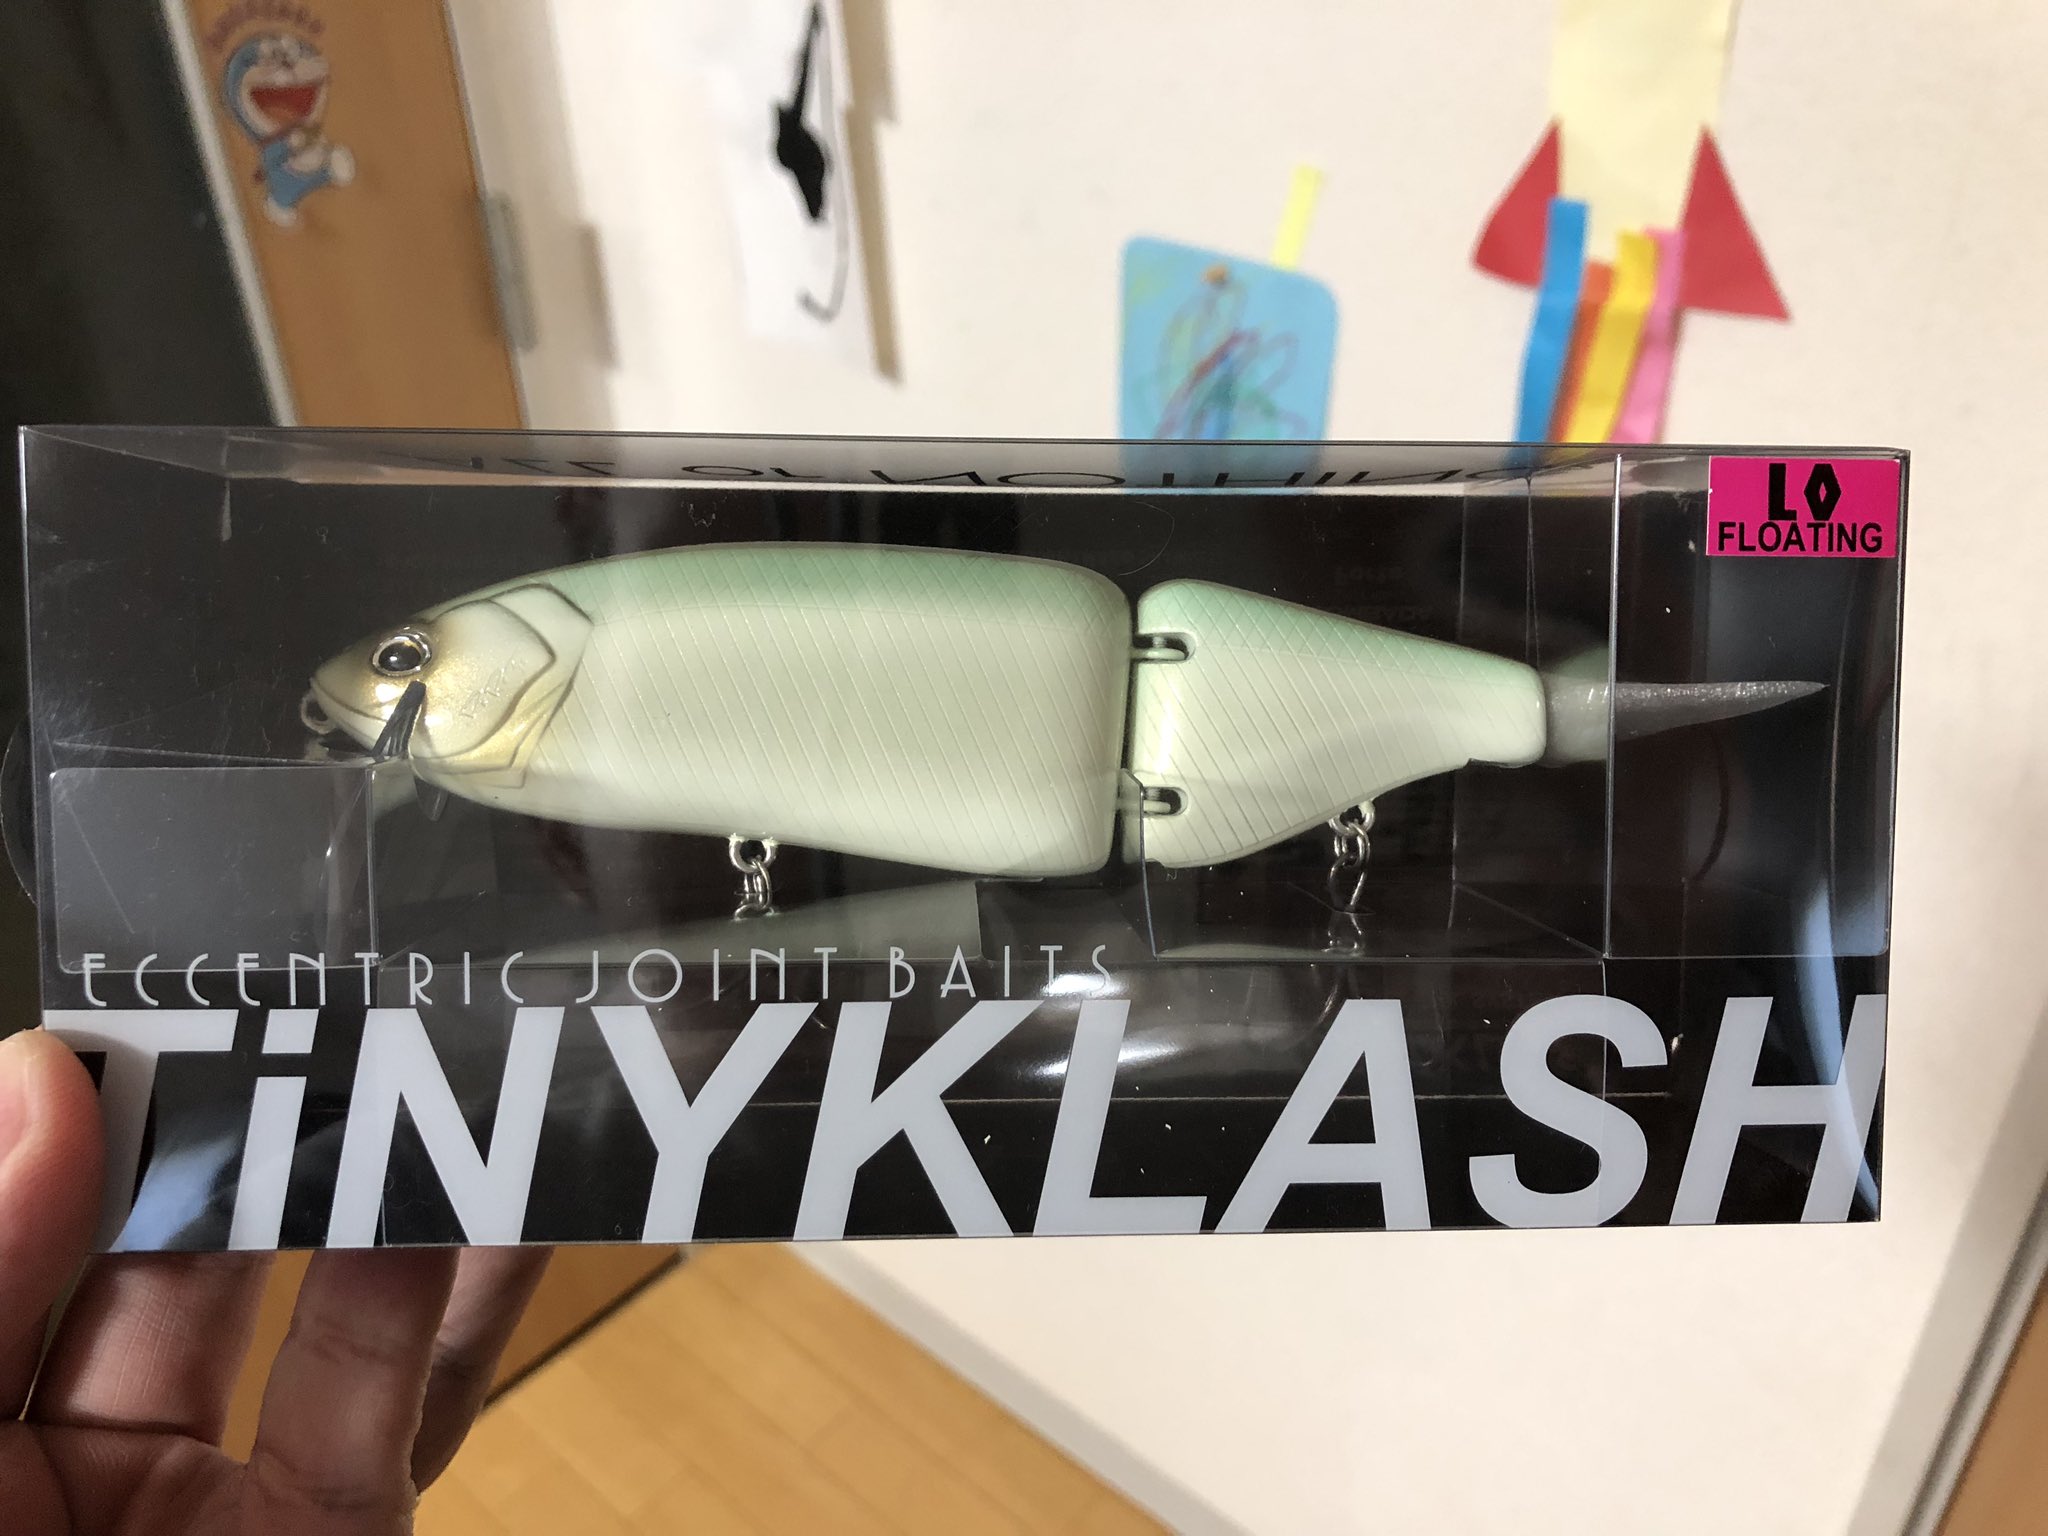 LO
FLOATING
ECCENTRIC JOINT BAITS
TiNYKLASH